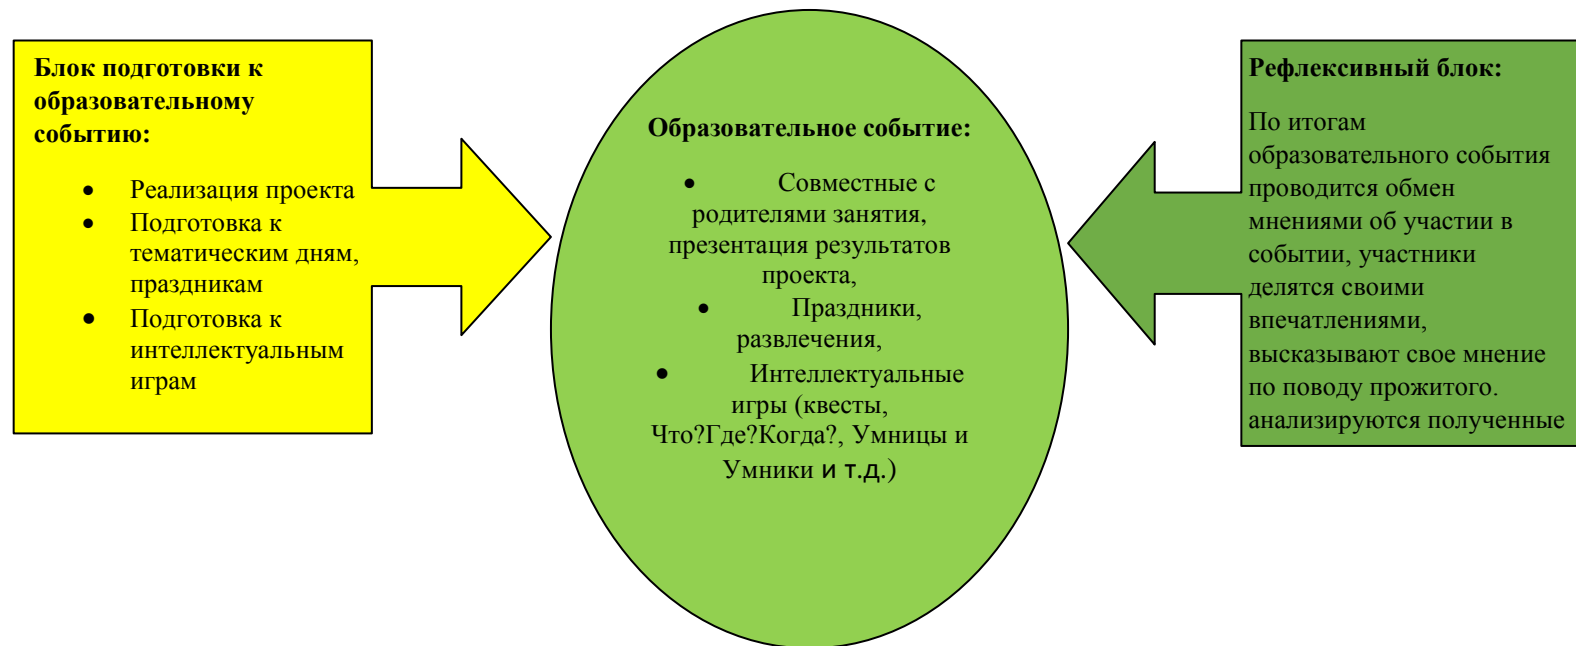 Блок подготовки к
образовательному
событию:
• Реализация проекта
• Подготовка к
тематическим дням,
праздникам
• Подготовка к
интеллектуальным
играм
Образовательное событие:
• Совместные с
родителями занятия,
презентация результатов
проекта,
• Праздники,
развлечения,
• Интеллектуальные
игры (квесты,
Что?Где?Когда?, Умницы и
Умники и т.д.)
Рефлексивный блок:
По итогам
образовательного события
проводится обмен
мнениями об участии в
событии, участники
делятся своими
впечатлениями,
высказывают свое мнение
по поводу прожитого.
анализируются полученные